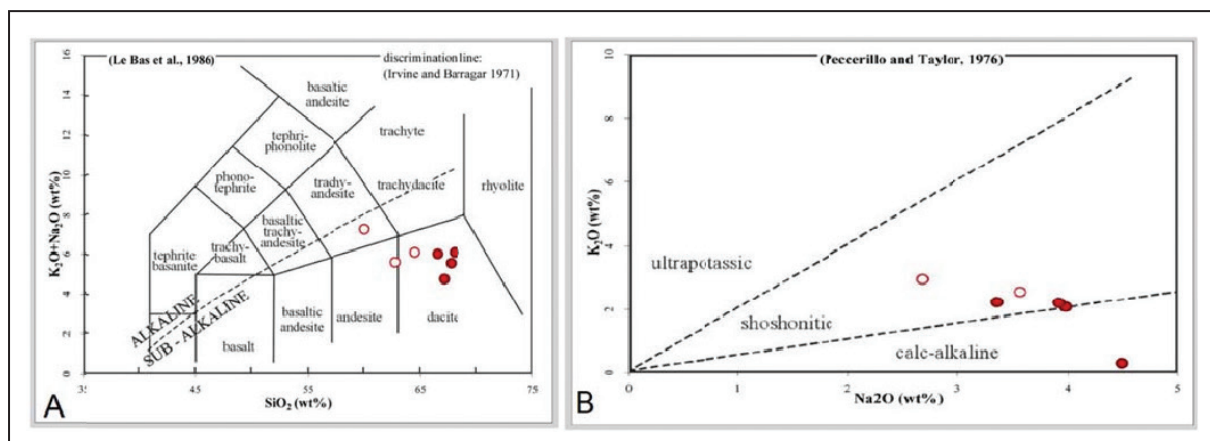 (Le Bas et al., 1986)
discrimination line:
(Irvine and Barragar 1971)
basaltic
andesite
tephri-
phonolite
trachyte
phono-
tephrite
trachy-
andesite
trachydacite
rhyolite
basaltic
trachy-
andesite
tephrite
basanite
trachy-
basalt
ALKALINE
SUB - ALKALINE
basalt
basaltic
andesite
andesite
dacite
K₂O+Na₂O (wt%)
0
2
4
6
8
10
12
14
16
35
45
55
65
75
SiO₂ (wt%)
A
(Peccerillo and Taylor, 1976)
ultrapotassic
shoshonitic
calc-alkaline
K₂O (wt%)
0
2
4
6
8
10
0
1
2
3
4
5
Na2O (wt%)
B